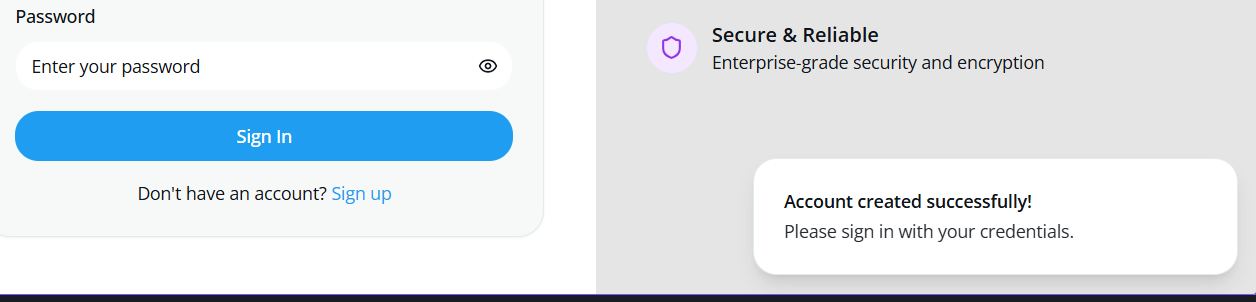 Password
Enter your password
Sign In
Don't have an account? Sign up
Secure & Reliable
Enterprise-grade security and encryption
Account created successfully!
Please sign in with your credentials.